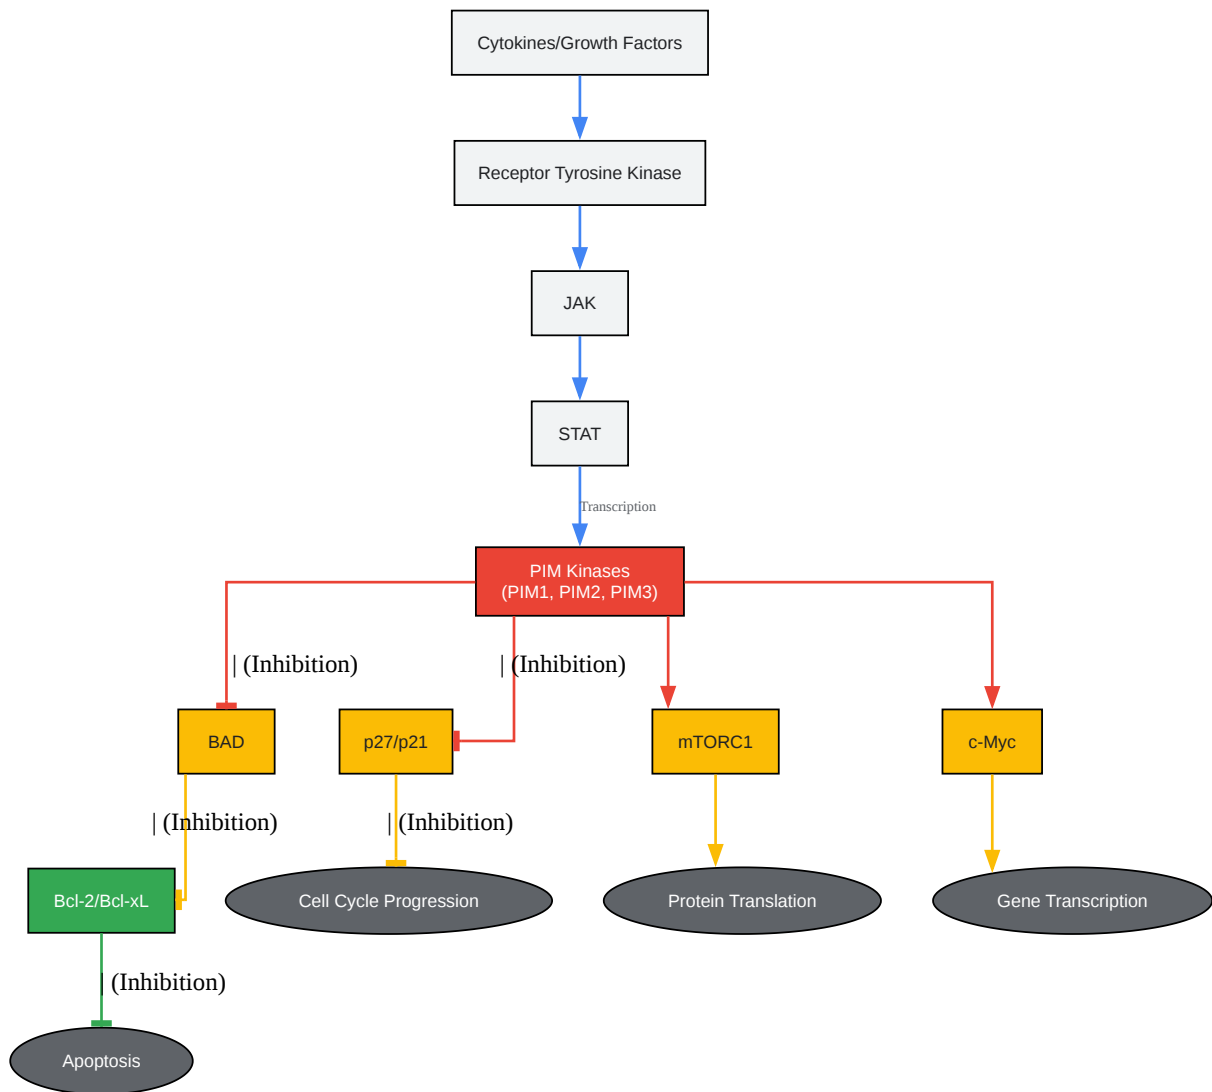 Cytokines/Growth Factors
Receptor Tyrosine Kinase
JAK
STAT
Transcription
PIM Kinases
(PIM1, PIM2, PIM3)
| (Inhibition)
| (Inhibition)
BAD
p27/p21
mTORC1
c-Myc
| (Inhibition)
| (Inhibition)
Bcl-2/Bcl-xL
Cell Cycle Progression
Protein Translation
Gene Transcription
| (Inhibition)
Apoptosis